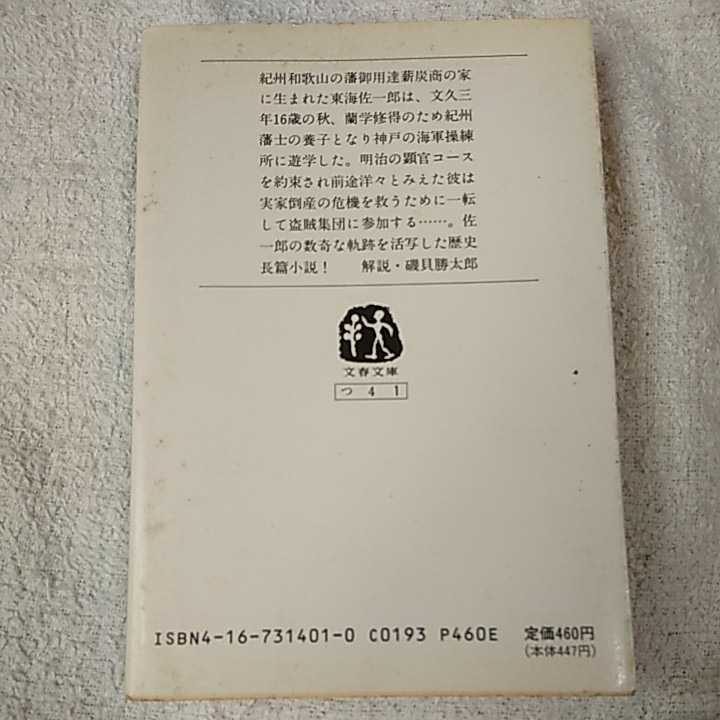 紀州和歌山の藩御用達薪炭商の家
に生まれた東海佐一郎は、文久三
年16歳の秋、蘭学修得のため紀州
藩士の養子となり神戸の海軍操練
所に遊学した。明治の顕官コース
を約束され前途洋々とみえた彼は
実家倒産の危機を救うために一転
して盗賊集団に参加する……。佐
一郎の数奇な軌跡を活写した歴史
長篇小説！　解説・磯貝勝太郎
文春文庫
つ 4 1
ISBN4-16-731401-0 C0193 P460E 定価460円
(本体447円)